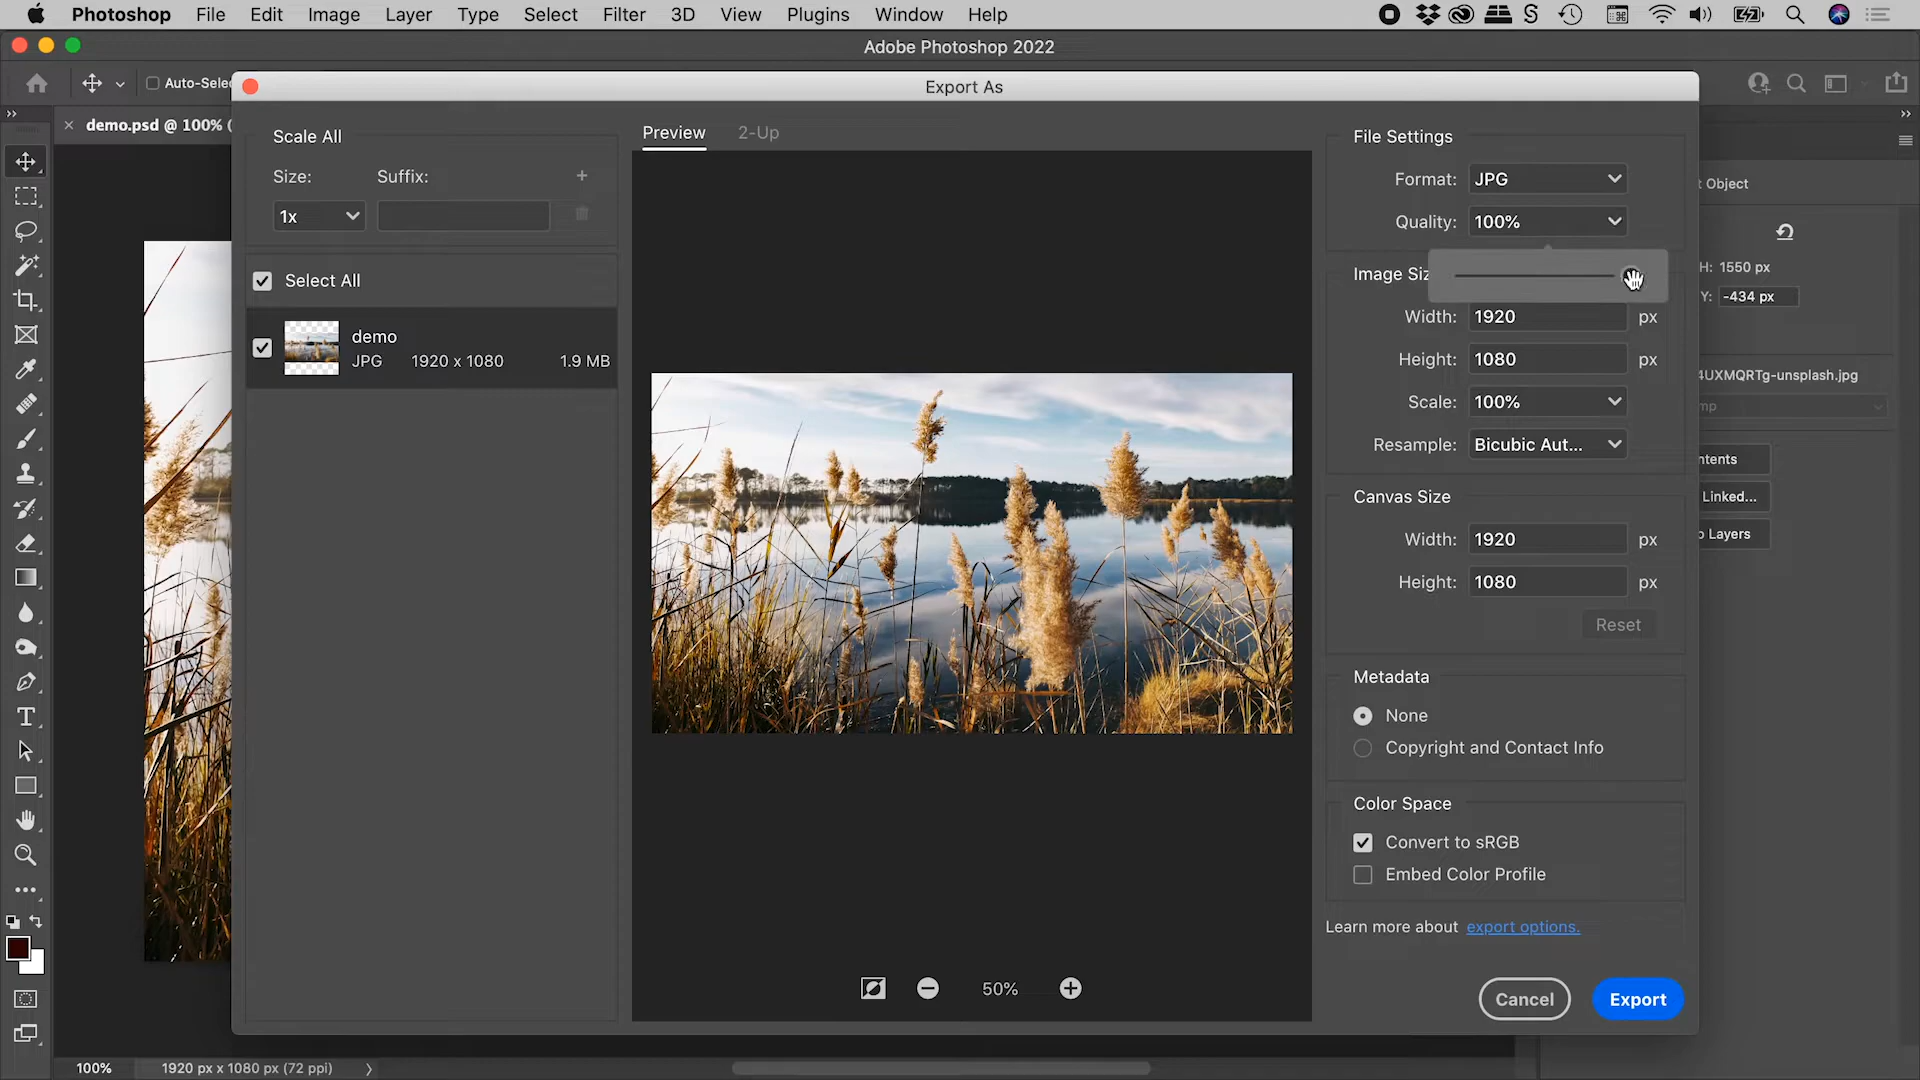 Photoshop File Edit Image Layer Type Select Filter 3D View Plugins Window Help
Adobe Photoshop 2022
Auto-Sele
Export As
demo.psd @ 100% (
Scale All
Size: Suffix:
1x
Select All
demo
JPG 1920 x 1080 1.9 MB
Preview 2-Up
50%
File Settings
Format: JPG
Quality: 100%
Image Siz
Width: 1920 px
Height: 1080 px
Scale: 100%
Resample: Bicubic Aut...
Canvas Size
Width: 1920 px
Height: 1080 px
Reset
Metadata
None
Copyright and Contact Info
Color Space
Convert to sRGB
Embed Color Profile
Learn more about export options.
Cancel Export
t Object
H: 1550 px
Y: -434 px
4UXMQRTg-unsplash.jpg
mp
ntents
Linked...
o Layers
100% 1920 px x 1080 px (72 ppi)